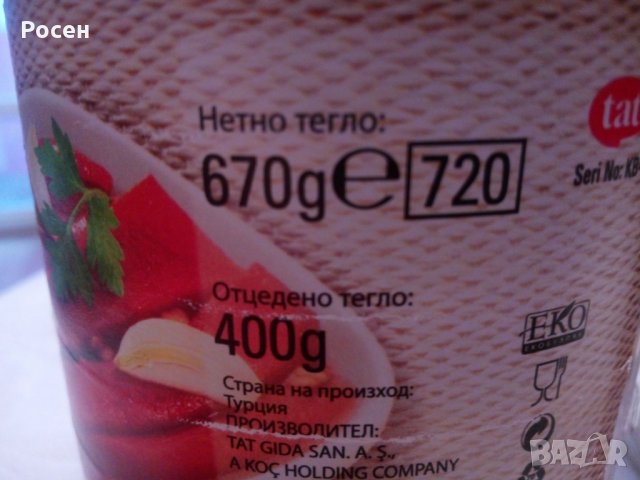 Росен
Нетно тегло:
670g e 720
tat
Seri No: KB
Отцедено тегло:
400g
EKO
Страна на произход:
Турция
ПРОИЗВОДИТЕЛ:
TAT GIDA SAN. A. Ş.,
A KOÇ HOLDING COMPANY
BAZAR